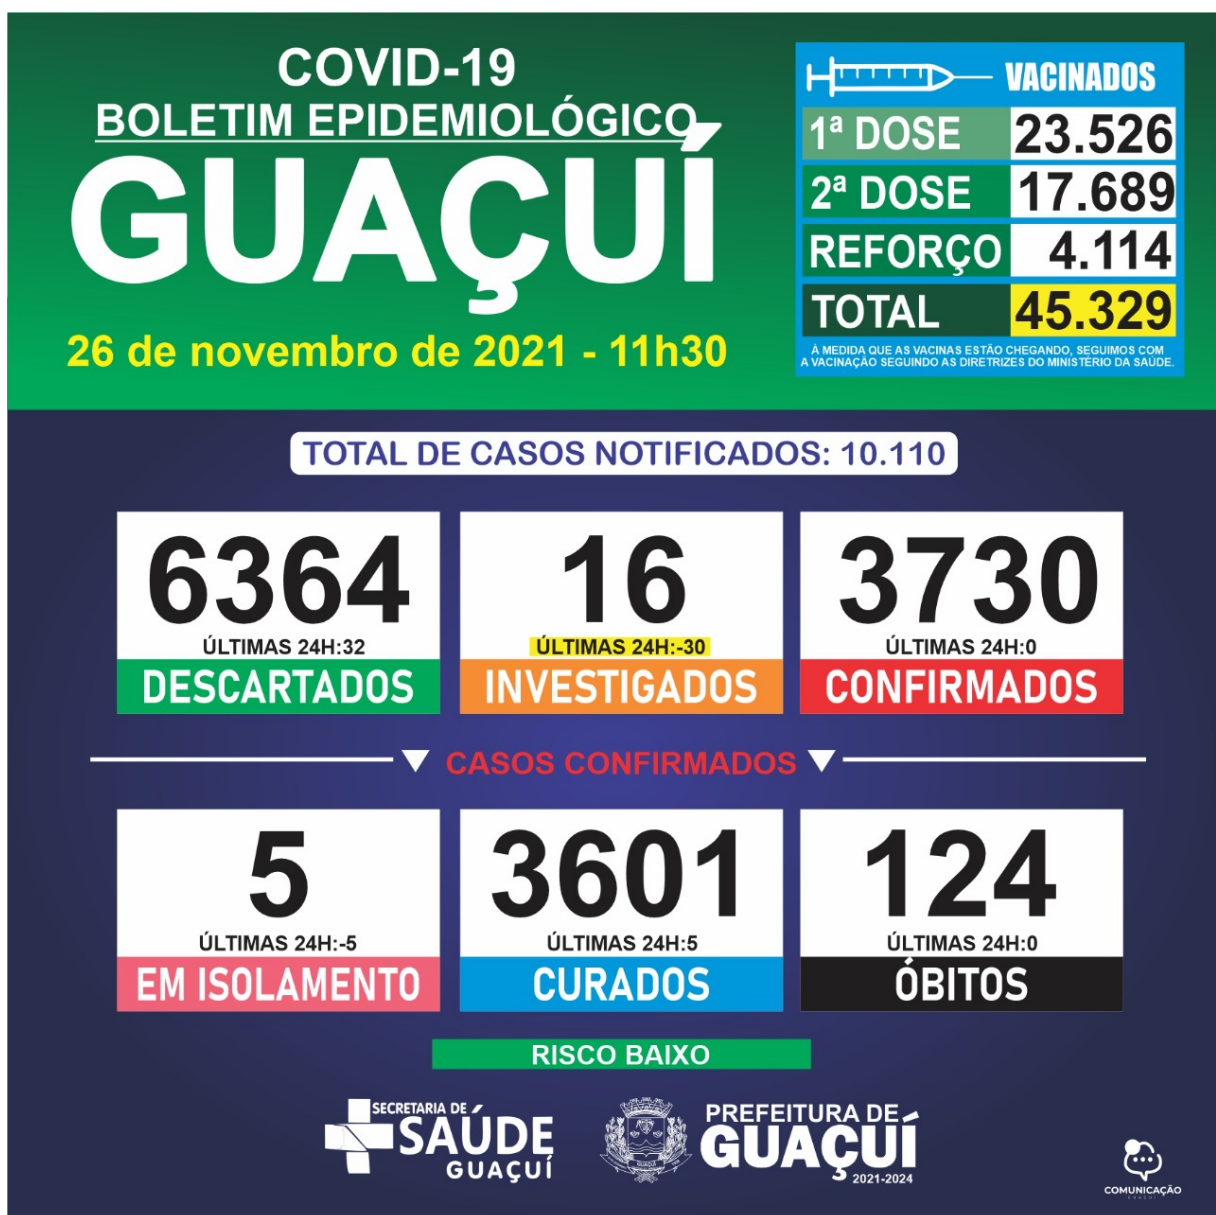 COVID-19
BOLETIM EPIDEMIOLÓGICO
GUAÇUÍ
26 de novembro de 2021 - 11h30
VACINADOS
1ª DOSE 23.526
2ª DOSE 17.689
REFORÇO 4.114
TOTAL 45.329
À MEDIDA QUE AS VACINAS ESTÃO CHEGANDO, SEGUIMOS COM
A VACINAÇÃO SEGUINDO AS DIRETRIZES DO MINISTÉRIO DA SAÚDE.
TOTAL DE CASOS NOTIFICADOS: 10.110
6364
ÚLTIMAS 24H:32
DESCARTADOS
16
ÚLTIMAS 24H:-30
INVESTIGADOS
3730
ÚLTIMAS 24H:0
CONFIRMADOS
CASOS CONFIRMADOS
5
ÚLTIMAS 24H:-5
EM ISOLAMENTO
3601
ÚLTIMAS 24H:5
CURADOS
124
ÚLTIMAS 24H:0
ÓBITOS
RISCO BAIXO
SECRETARIA DE
SAÚDE
GUAÇUÍ
PREFEITURA DE
GUAÇUÍ
2021-2024
COMUNICAÇÃO